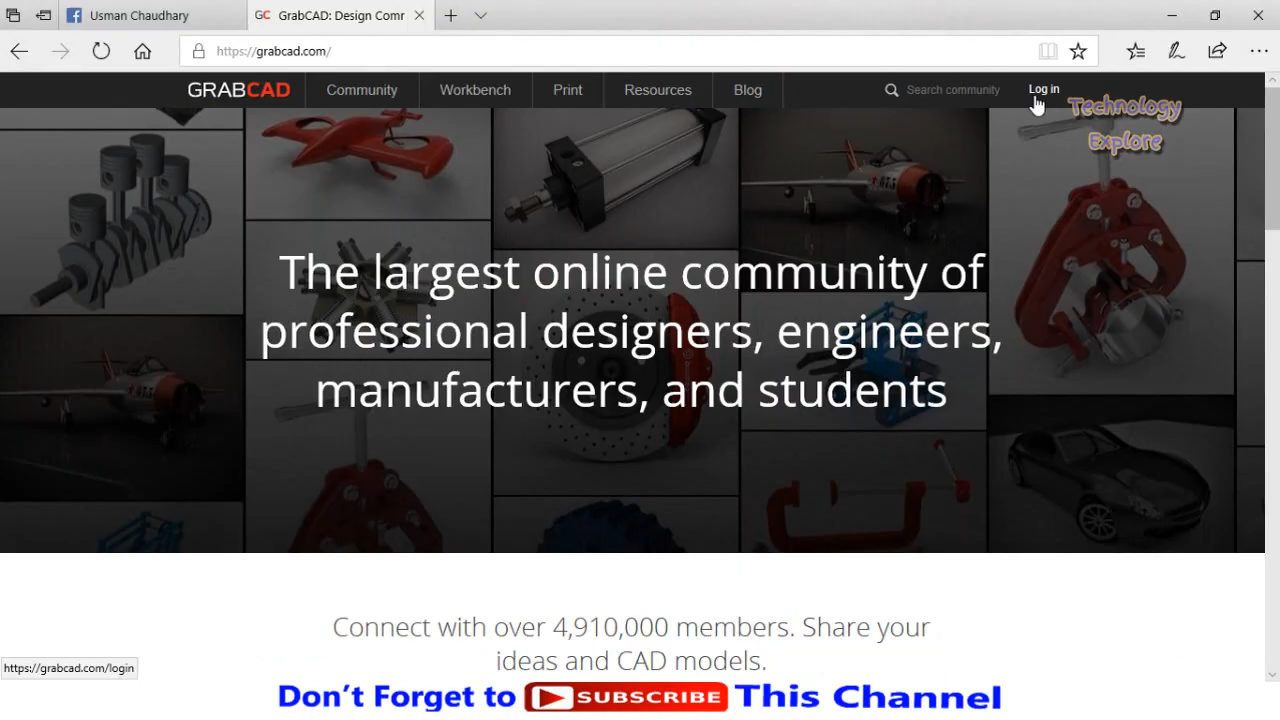 Usman Chaudhary
GC GrabCAD: Design Comr
https://grabcad.com/
GRABCAD Community Workbench Print Resources Blog Search community Log in
Technology
Explore
The largest online community of
professional designers, engineers,
manufacturers, and students
Connect with over 4,910,000 members. Share your
ideas and CAD models.
https://grabcad.com/login
Don't Forget to SUBSCRIBE This Channel